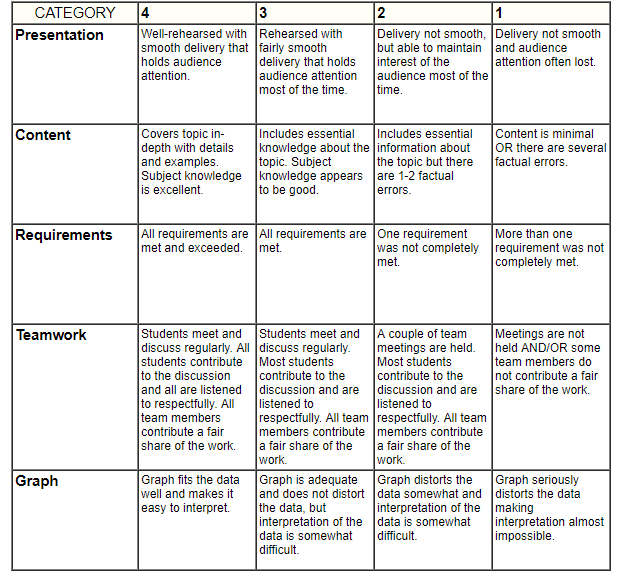 CATEGORY 4 3 2 1
Presentation
Well-rehearsed with
smooth delivery that
holds audience
attention.
Rehearsed with
fairly smooth
delivery that holds
audience attention
most of the time.
Delivery not smooth,
but able to maintain
interest of the
audience most of the
time.
Delivery not smooth
and audience
attention often lost.
Content
Covers topic in-
depth with details
and examples.
Subject knowledge
is excellent.
Includes essential
knowledge about the
topic. Subject
knowledge appears
to be good.
Includes essential
information about
the topic but there
are 1-2 factual
errors.
Content is minimal
OR there are several
factual errors.
Requirements
All requirements are
met and exceeded.
All requirements are
met.
One requirement
was not completely
met.
More than one
requirement was not
completely met.
Teamwork
Students meet and
discuss regularly. All
students contribute
to the discussion
and all are listened
to respectfully. All
team members
contribute a fair
share of the work.
Students meet and
discuss regularly.
Most students
contribute to the
discussion and are
listened to
respectfully. All team
members contribute
a fair share of the
work.
A couple of team
meetings are held.
Most students
contribute to the
discussion and are
listened to
respectfully. All team
members contribute
a fair share of the
work.
Meetings are not
held AND/OR some
team members do
not contribute a fair
share of the work.
Graph
Graph fits the data
well and makes it
easy to interpret.
Graph is adequate
and does not distort
the data, but
interpretation of the
data is somewhat
difficult.
Graph distorts the
data somewhat and
interpretation of the
data is somewhat
difficult.
Graph seriously
distorts the data
making
interpretation almost
impossible.